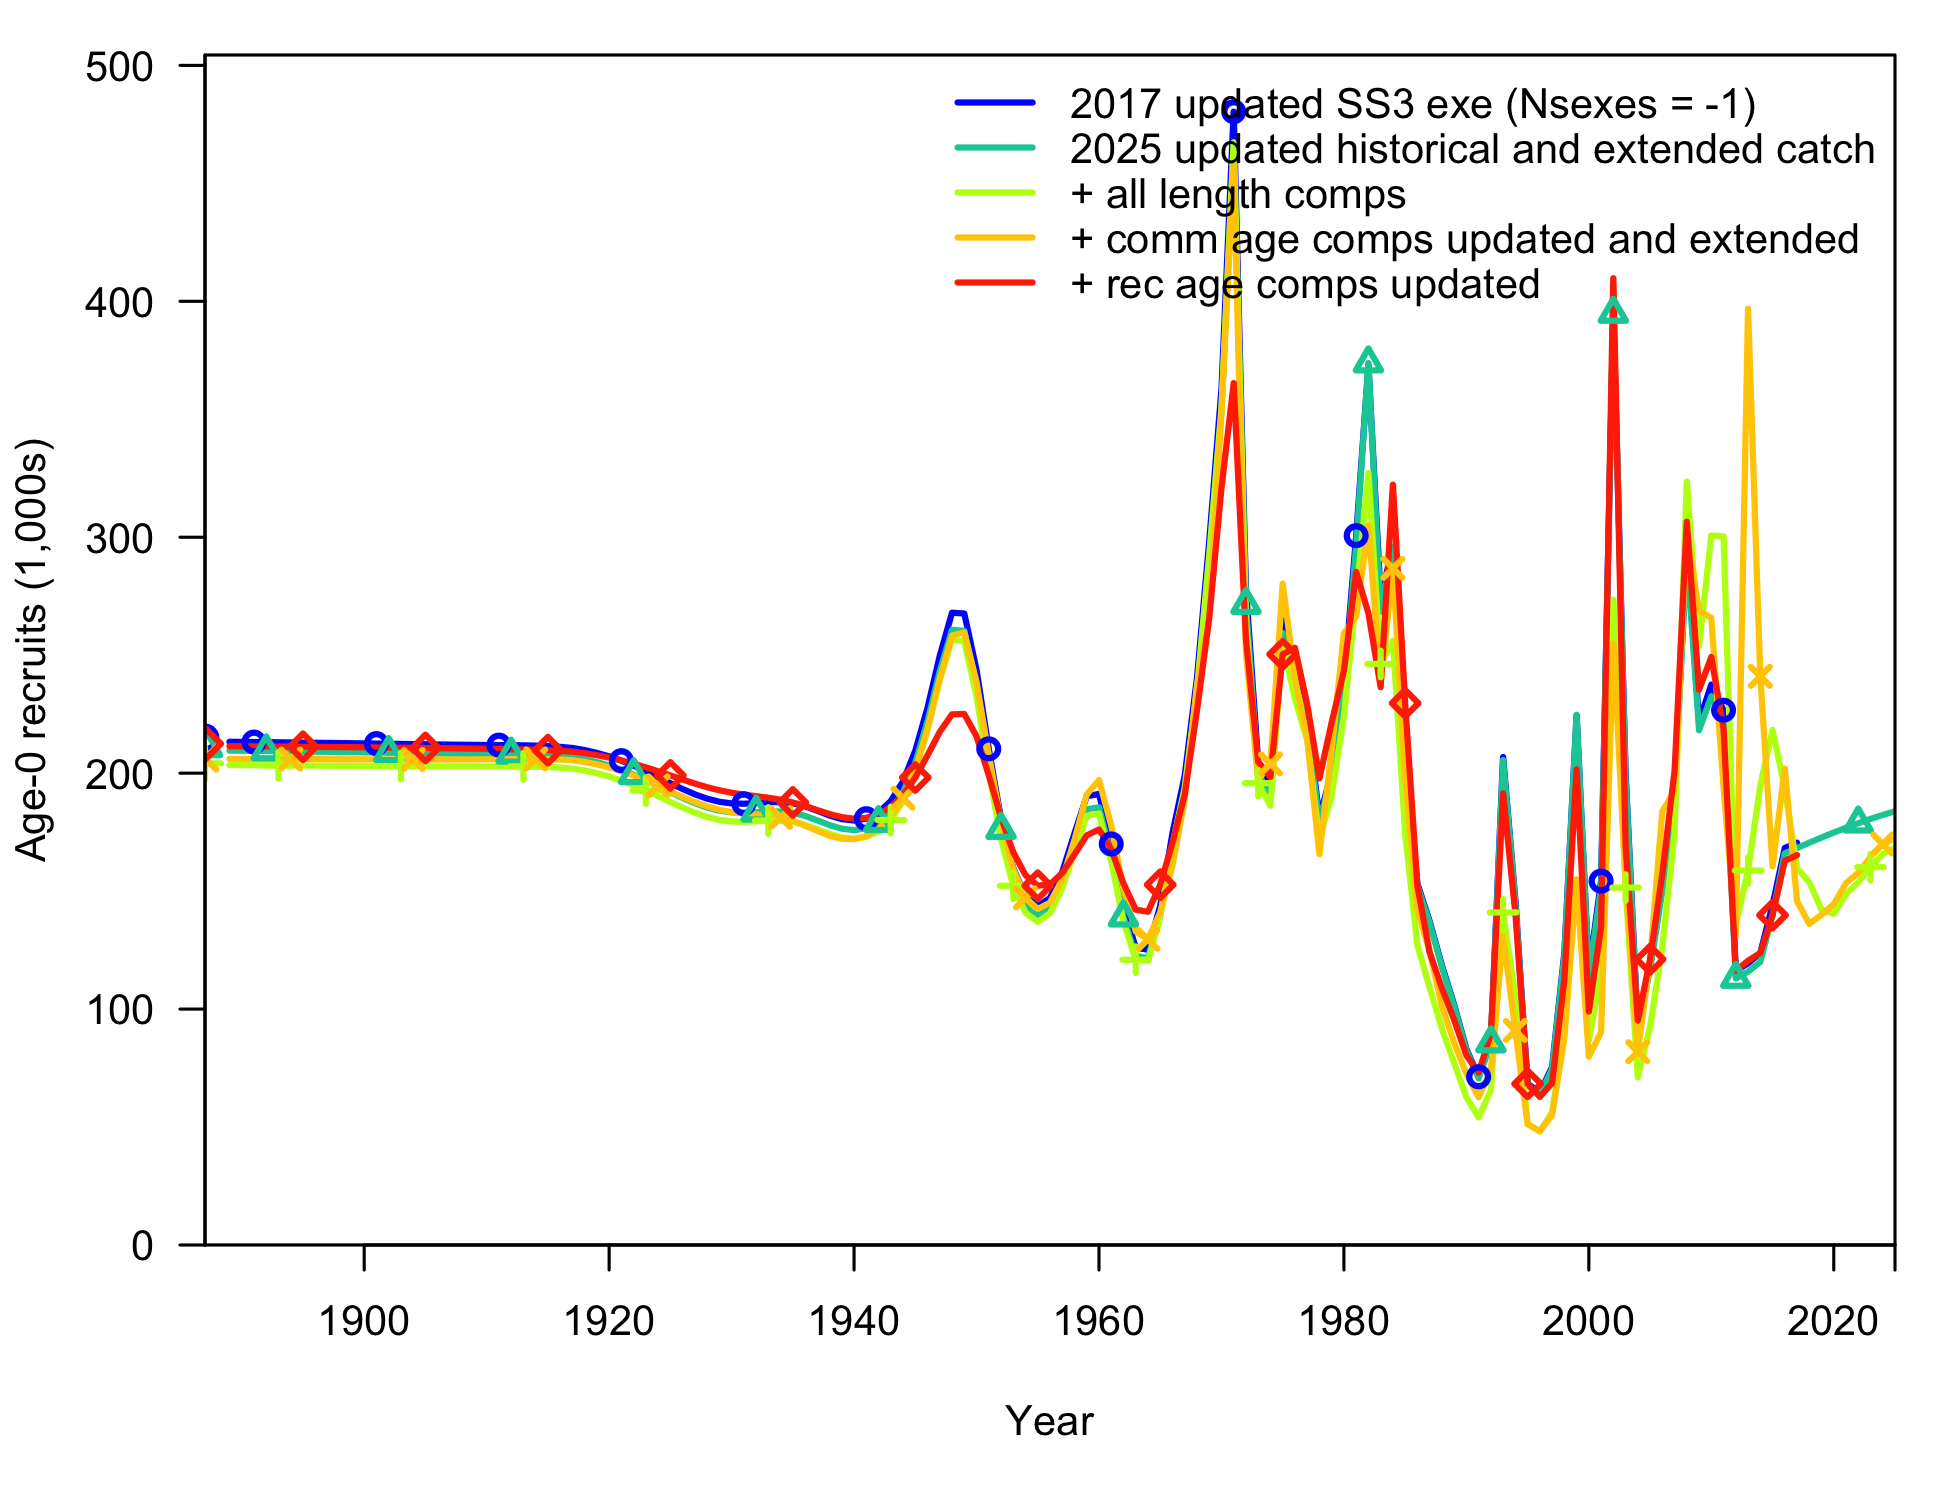 500
400
300
200
100
0
Age-0 recruits (1,000s)
2017 updated SS3 exe (Nsexes = -1)
2025 updated historical and extended catch
+ all length comps
+ comm age comps updated and extended
+ rec age comps updated
1900 1920 1940 1960 1980 2000 2020
Year